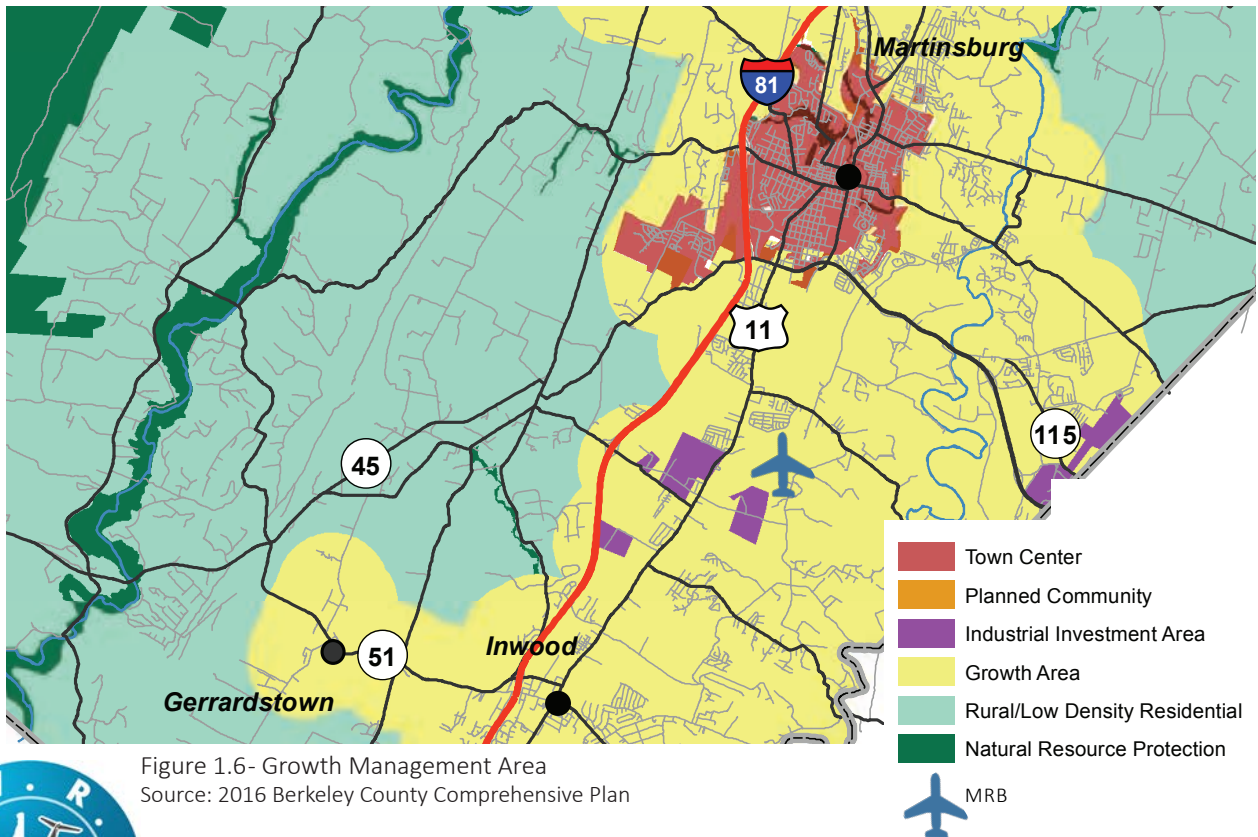 Martinsburg
81
11
115
45
Inwood
51
Gerrardstown
Town Center
Planned Community
Industrial Investment Area
Growth Area
Rural/Low Density Residential
Natural Resource Protection
MRB
Figure 1.6- Growth Management Area
Source: 2016 Berkeley County Comprehensive Plan
R.